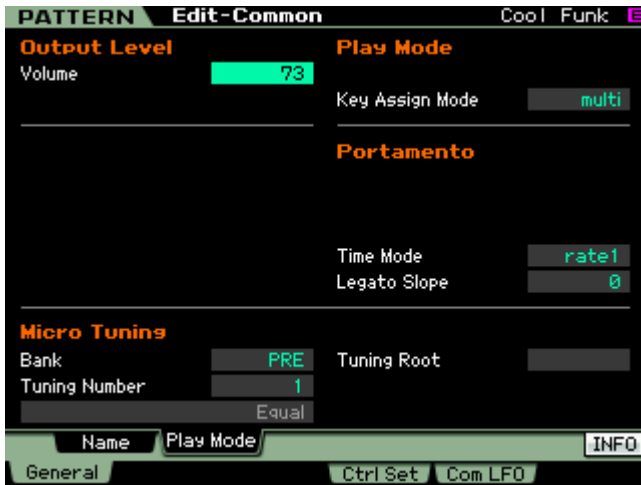 PATTERN Edit-Common Cool Funk E
Output Level
Volume 73
Play Mode
Key Assign Mode multi
Portamento
Time Mode rate1
Legato Slope 0
Micro Tuning
Bank PRE
Tuning Number 1
Equal
Tuning Root
Name Play Mode INFO
General Ctrl Set Com LFO